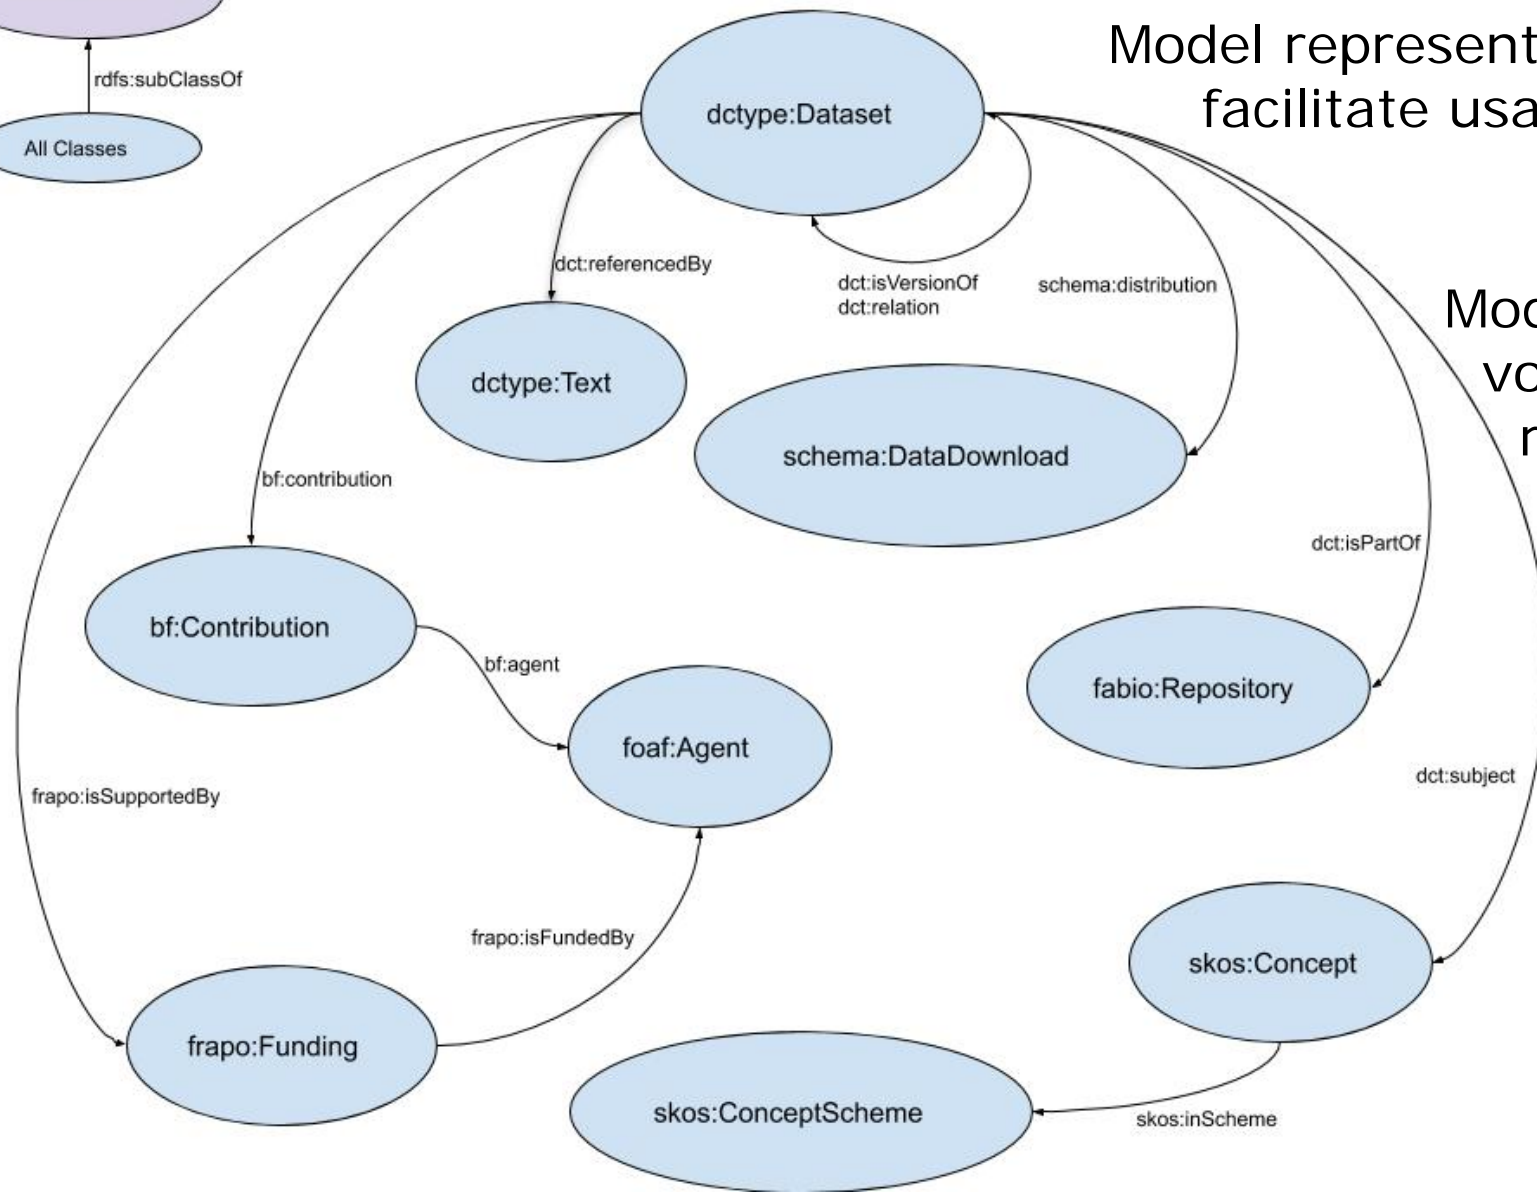 Model represent
facilitate usa
rdfs:subClassOf
All Classes
dctype:Dataset
dct:referencedBy
dct:isVersionOf
dct:relation
schema:distribution
dctype:Text
schema:DataDownload
bf:contribution
dct:isPartOf
bf:Contribution
bf:agent
foaf:Agent
fabio:Repository
frapo:isSupportedBy
dct:subject
frapo:isFundedBy
skos:Concept
frapo:Funding
skos:ConceptScheme
skos:inScheme